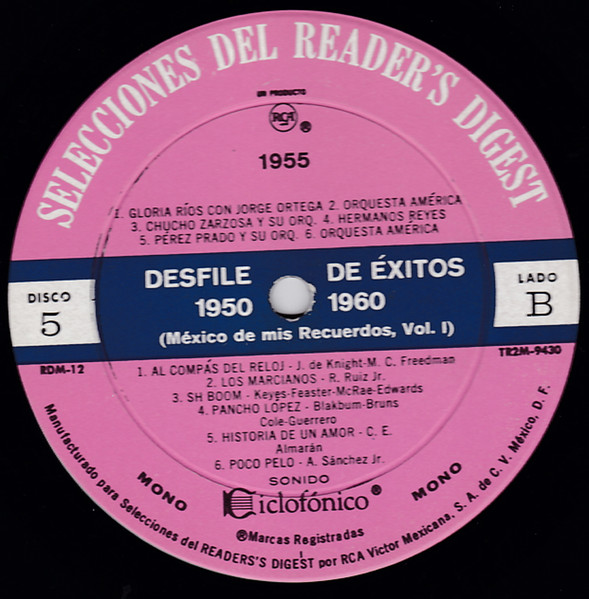 SELECCIONES DEL READER'S DIGEST
UN PRODUCTO
RCA ®
1955
1. GLORIA RÍOS CON JORGE ORTEGA 2. ORQUESTA AMÉRICA
3. CHUCHO ZARZOSA Y SU ORQ. 4. HERMANOS REYES
5. PÉREZ PRADO Y SU ORQ. 6. ORQUESTA AMÉRICA
DISCO
5
DESFILE DE ÉXITOS
1950 1960
(México de mis Recuerdos, Vol. I)
LADO
B
RDM-12
TR2M-9430
1. AL COMPÁS DEL RELOJ - J. de Knight-M. C. Freedman
2. LOS MARCIANOS - R. Ruiz Jr.
3. SH BOOM - Keyes-Feaster-McRae-Edwards
4. PANCHO LÓPEZ - Blakbum-Bruns
Cole-Guerrero
5. HISTORIA DE UN AMOR - C. E.
Almarán
6. POCO PELO - A. Sánchez Jr.
MONO
SONIDO
Ciclofónico®
MONO
®Marcas Registradas
Manufacturado para Selecciones del READERS'S DIGEST por RCA Victor Mexicana, S. A. de C. V. México, D. F.